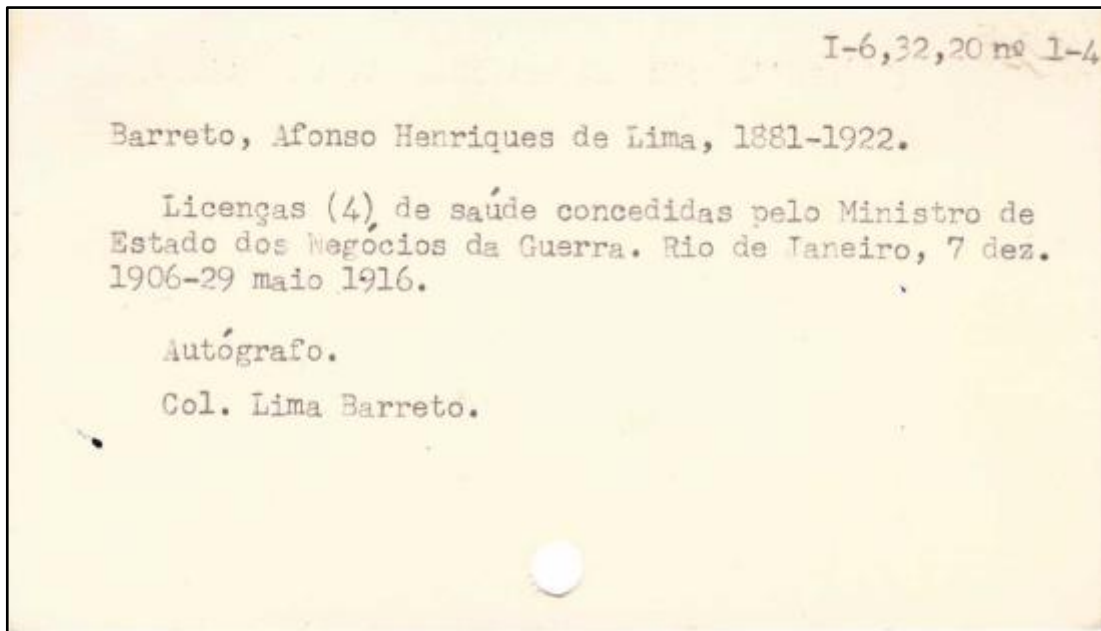 I-6,32,20 nº 1-4
Barreto, Afonso Henriques de Lima, 1881-1922.
Licenças (4) de saúde concedidas pelo Ministro de
Estado dos Negócios da Guerra. Rio de Janeiro, 7 dez.
1906-29 maio 1916.
Autógrafo.
Col. Lima Barreto.